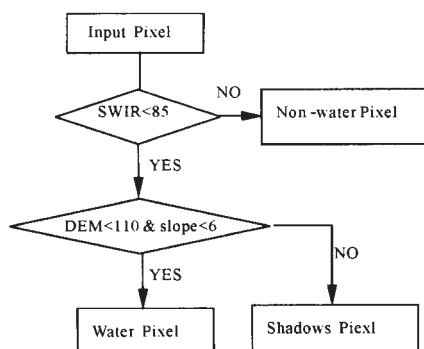 Input Pixel
SWIR<85
NO
Non-water Pixel
YES
DEM<110 & slope<6
NO
YES
Water Pixel
Shadows Piexl